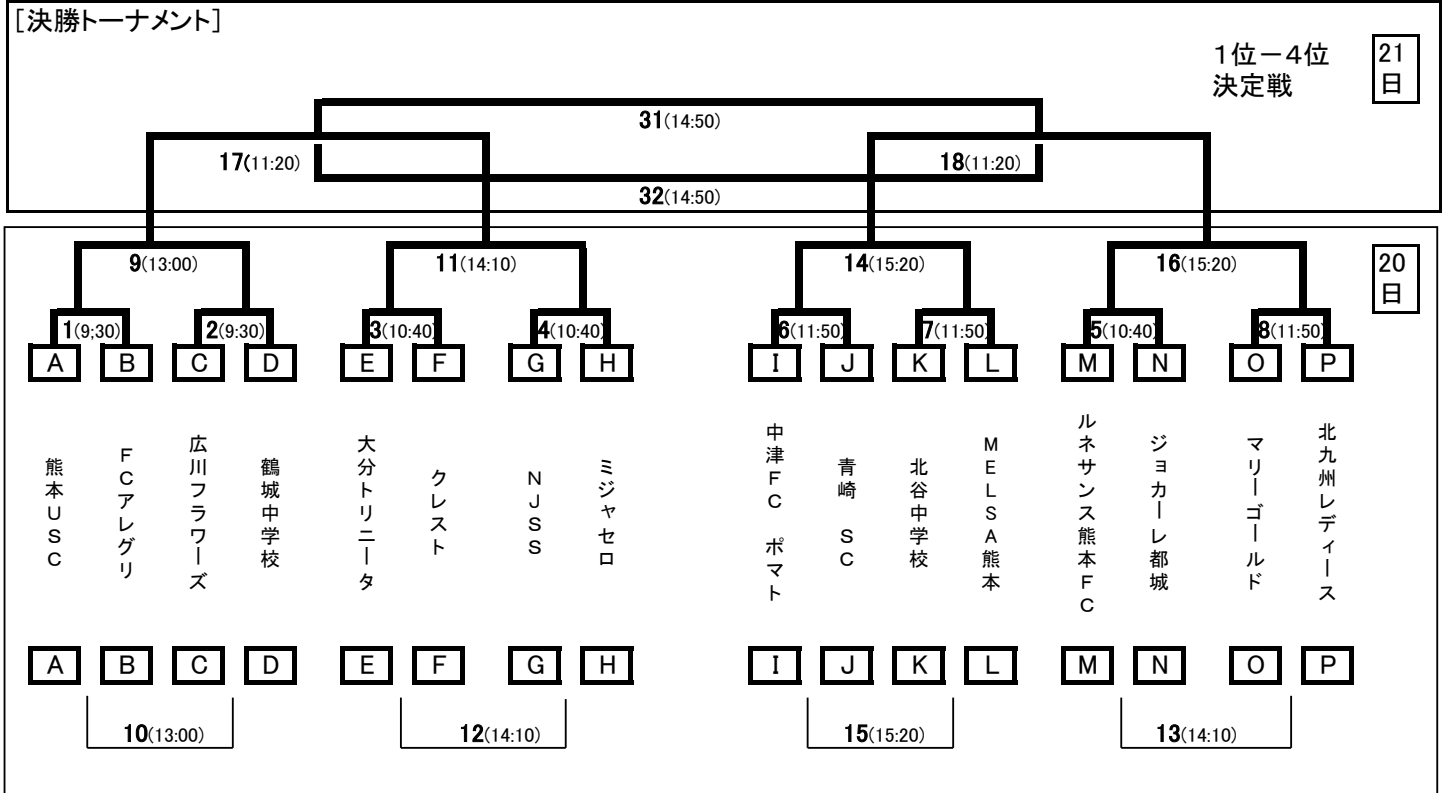 ［決勝トーナメント］
１位－４位
決定戦
21
日
31(14:50)
17(11:20)
18(11:20)
32(14:50)
20
日
9(13:00)
11(14:10)
14(15:20)
16(15:20)
1(9;30)
2(9:30)
3(10:40)
4(10:40)
6(11:50)
7(11:50)
5(10:40)
8(11:50)
A B C D E F G H I J K L M N O P
熊本ＵＳＣ
ＦＣアレグリ
広川フラワーズ
鶴城中学校
大分トリニータ
クレスト
ＮＪＳＳ
ミジャセロ
中津ＦＣ　ポマト
青崎　ＳＣ
北谷中学校
ＭＥＬＳＡ熊本
ルネサンス熊本ＦＣ
ジョカーレ都城
マリーゴールド
北九州レディース
A B C D E F G H I J K L M N O P
10(13:00)
12(14:10)
15(15:20)
13(14:10)